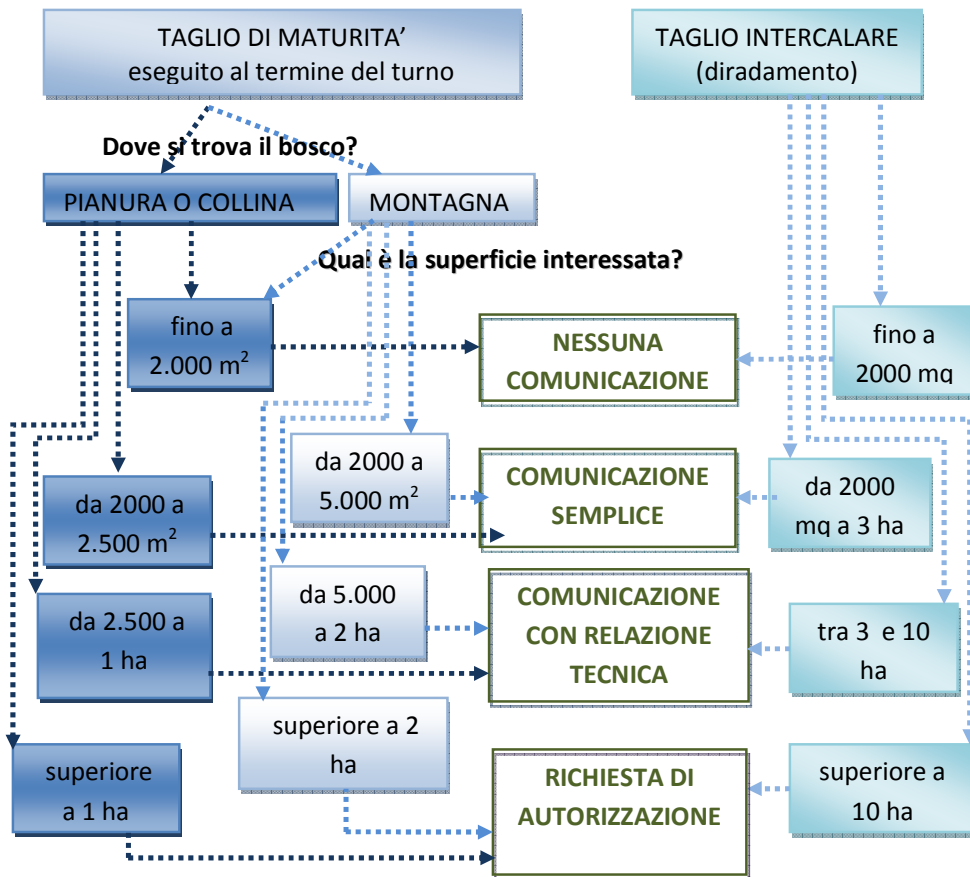 TAGLIO DI MATURITA’
eseguito al termine del turno
TAGLIO INTERCALARE
(diradamento)
Dove si trova il bosco?
PIANURA O COLLINA
MONTAGNA
Qual è la superficie interessata?
fino a
2.000 m²
NESSUNA
COMUNICAZIONE
fino a
2000 mq
da 2000 a
5.000 m²
da 2000 a
2.500 m²
COMUNICAZIONE
SEMPLICE
da 2000
mq a 3 ha
da 5.000
a 2 ha
da 2.500 a
1 ha
COMUNICAZIONE
CON RELAZIONE
TECNICA
tra 3 e 10
ha
superiore a 2
ha
superiore
a 1 ha
RICHIESTA DI
AUTORIZZAZIONE
superiore a
10 ha